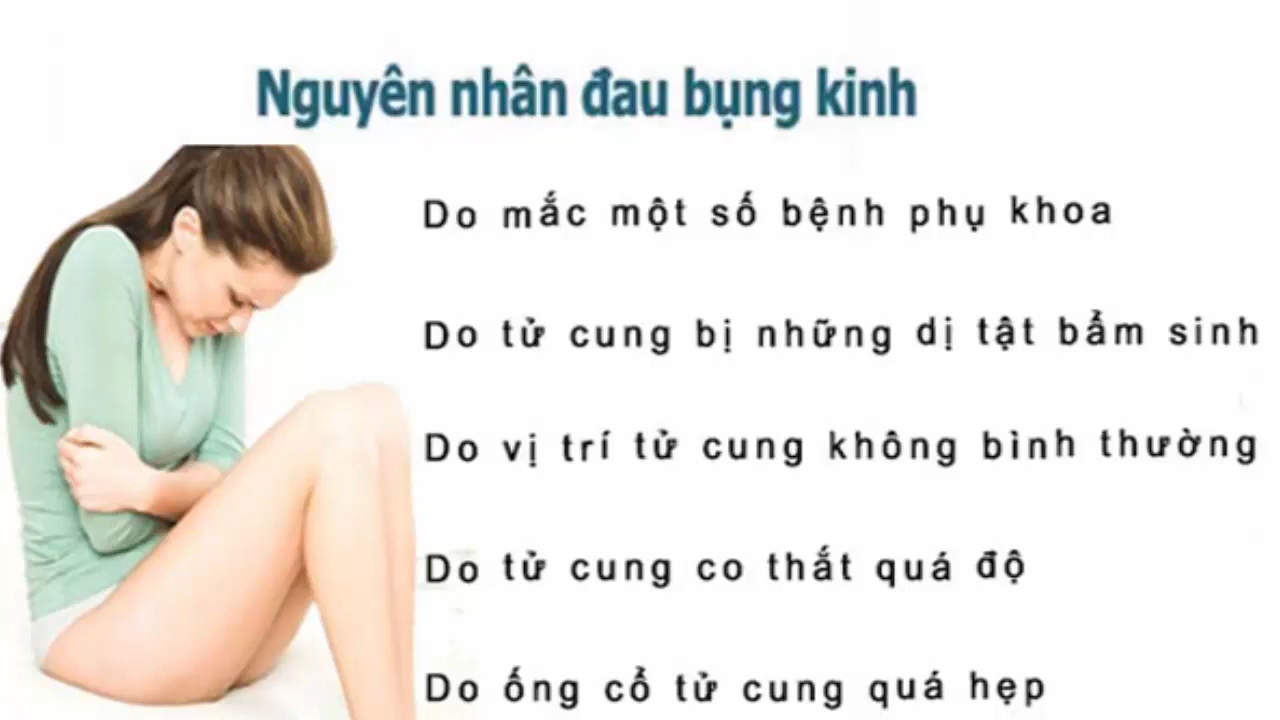 Nguyên nhân đau bụng kinh
Do mắc một số bệnh phụ khoa
Do tử cung bị những dị tật bẩm sinh
Do vị trí tử cung không bình thường
Do tử cung co thắt quá độ
Do ống cổ tử cung quá hẹp